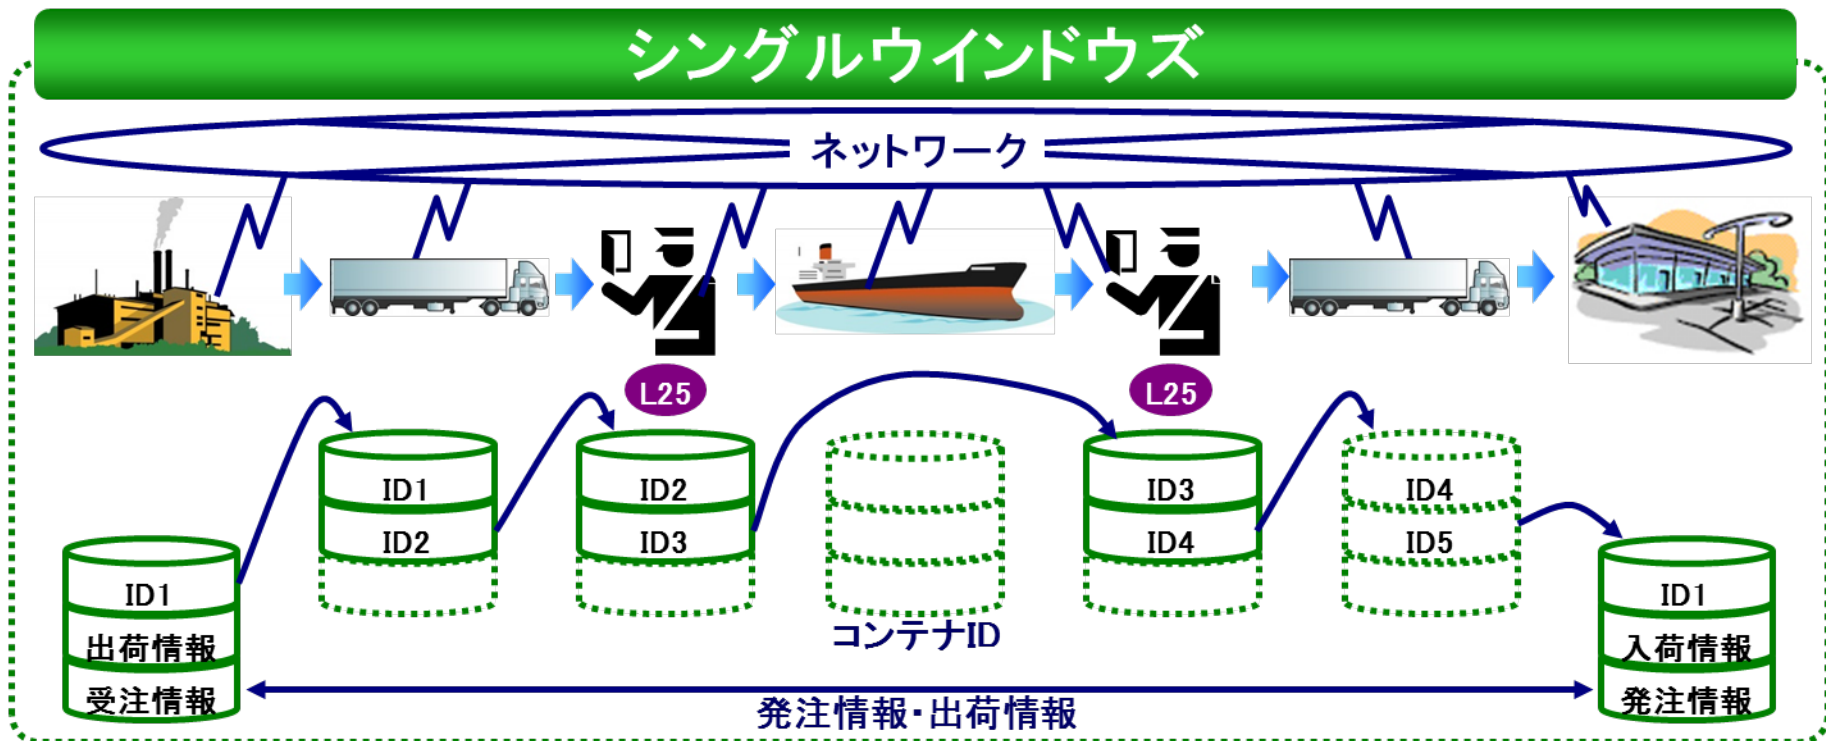 シングルウインドウズ
ネットワーク
L25
L25
ID1
ID2
ID2
ID3
ID3
ID4
ID4
ID5
ID1
出荷情報
受注情報
コンテナID
ID1
入荷情報
発注情報
発注情報・出荷情報